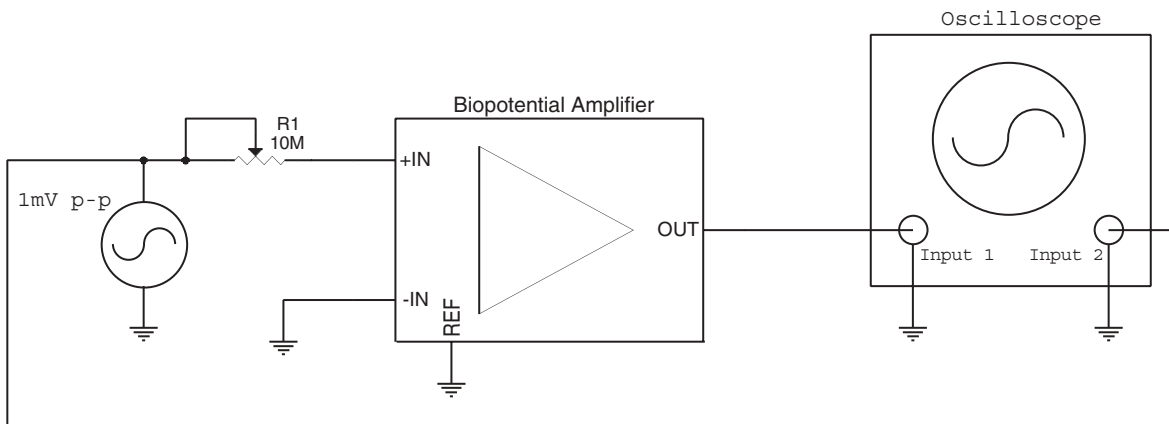 Oscilloscope
Biopotential Amplifier
R1
10M
+IN
1mV p-p
OUT
Input 1
Input 2
-IN
REF